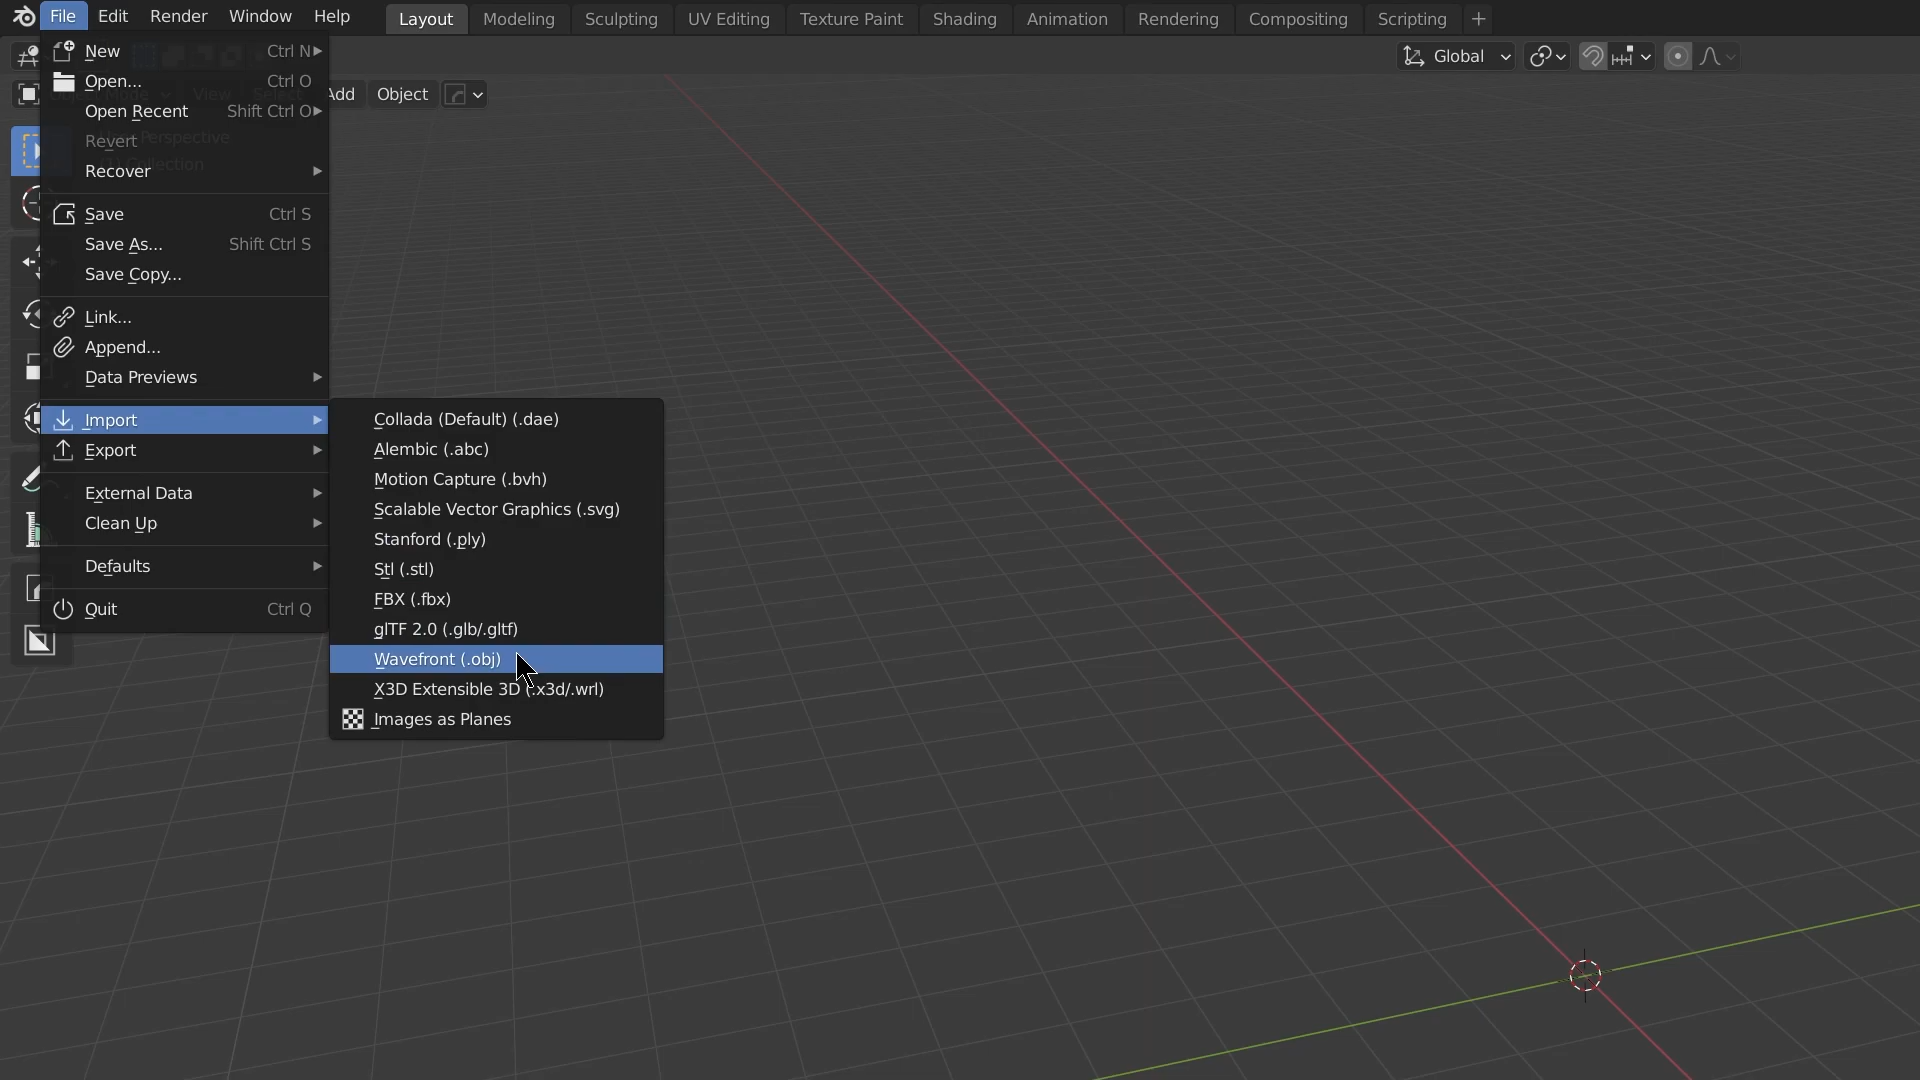 File Edit Render Window Help Layout Modeling Sculpting UV Editing Texture Paint Shading Animation Rendering Compositing Scripting
New Ctrl N
Global
Open... Ctrl O
View Select Add Object
Open Recent Shift Ctrl O
Revert
Perspective
Collection
Recover
Save Ctrl S
Save As... Shift Ctrl S
Save Copy...
Link...
Append...
Data Previews
Import
Export
External Data
Clean Up
Defaults
Quit Ctrl Q
Collada (Default) (.dae)
Alembic (.abc)
Motion Capture (.bvh)
Scalable Vector Graphics (.svg)
Stanford (.ply)
Stl (.stl)
FBX (.fbx)
glTF 2.0 (.glb/.gltf)
Wavefront (.obj)
X3D Extensible 3D (.x3d/.wrl)
Images as Planes